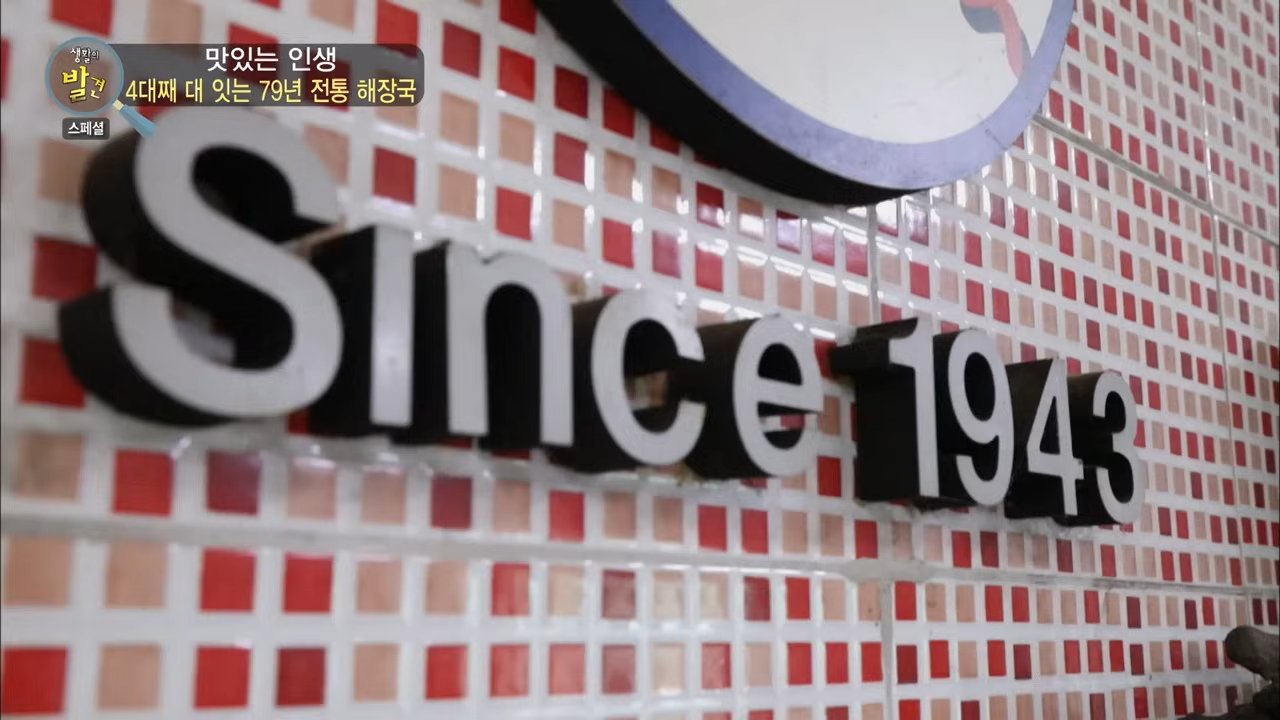 생활의
발견
스페셜
맛있는 인생
4대째 대 잇는 79년 전통 해장국
Since 1943